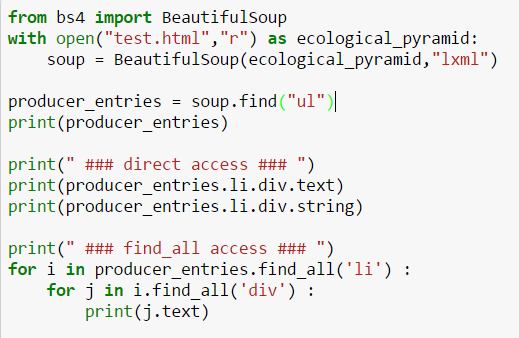 from bs4 import BeautifulSoup
with open("test.html","r") as ecological_pyramid:
    soup = BeautifulSoup(ecological_pyramid,"lxml")

producer_entries = soup.find("ul")
print(producer_entries)

print(" ### direct access ### ")
print(producer_entries.li.div.text)
print(producer_entries.li.div.string)

print(" ### find_all access ### ")
for i in producer_entries.find_all('li') :
    for j in i.find_all('div') :
        print(j.text)